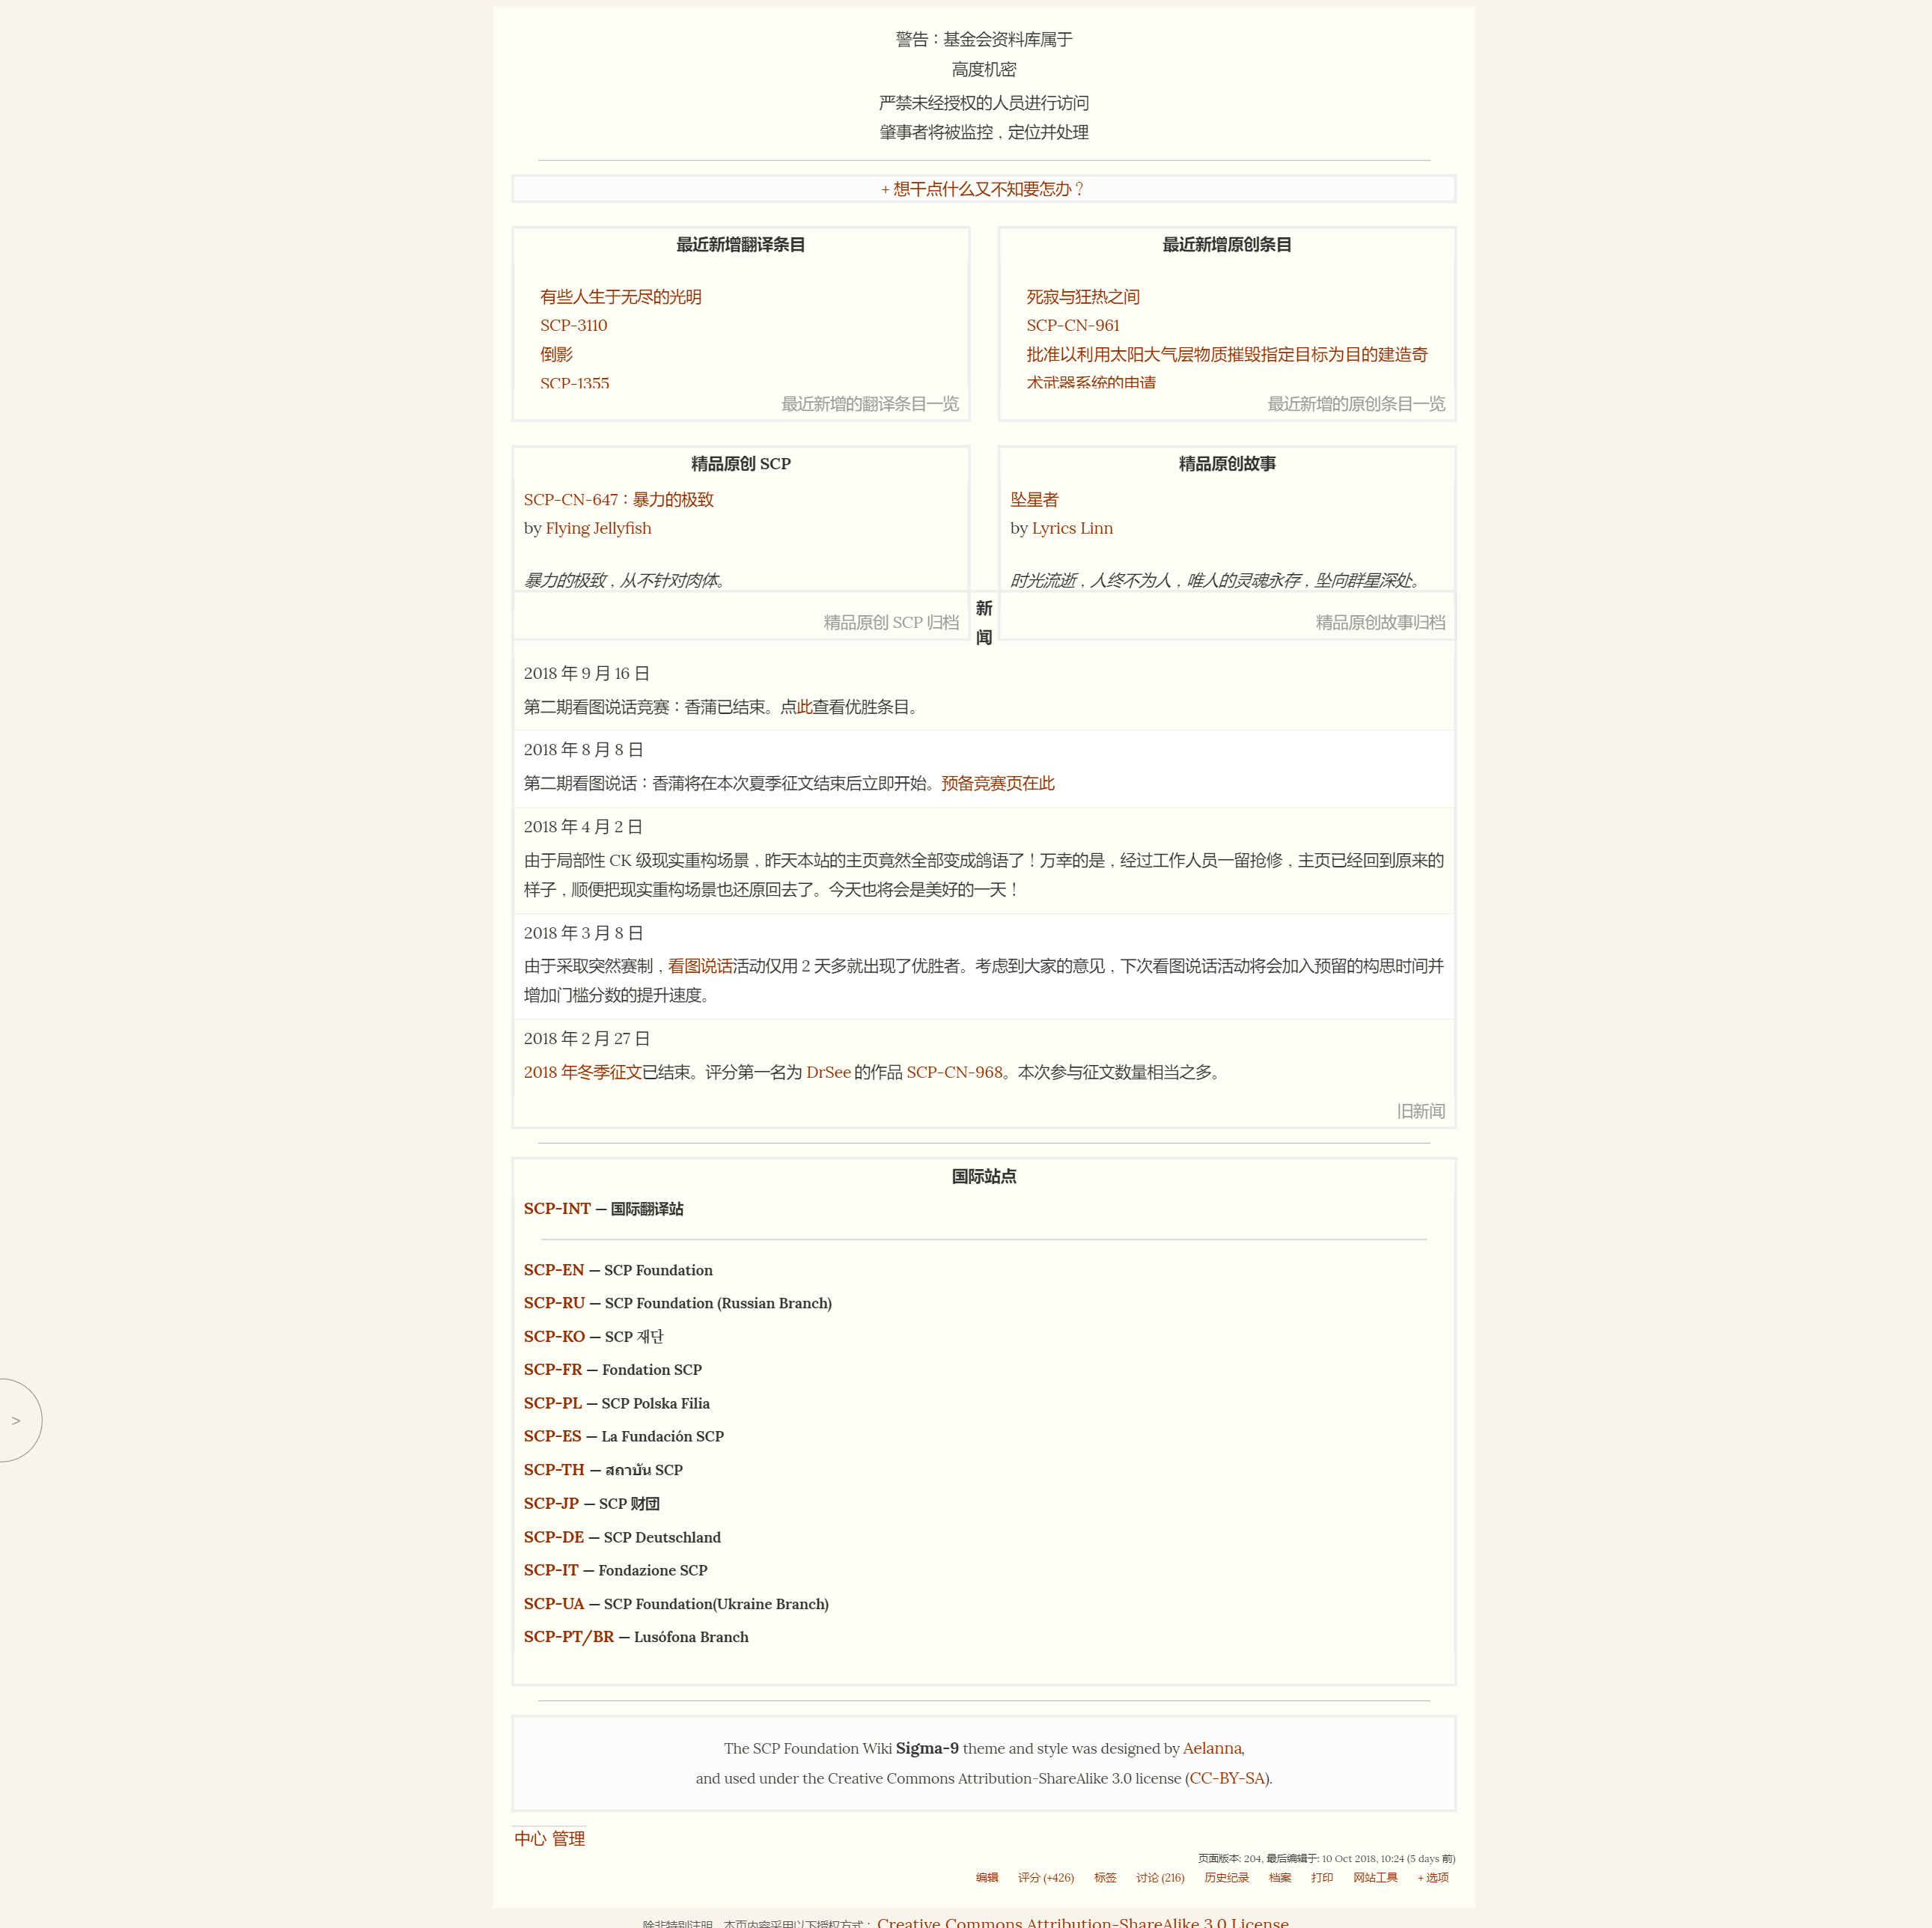 警告：基金会资料库属于
高度机密
严禁未经授权的人员进行访问
肇事者将被监控，定位并处理
+ 想干点什么又不知要怎办？
最近新增翻译条目
有些人生于无尽的光明
SCP-3110
倒影
SCP-1355
最近新增的翻译条目一览
最近新增原创条目
死寂与狂热之间
SCP-CN-961
批准以利用太阳大气层物质摧毁指定目标为目的建造奇
术武器系统的申请
最近新增的原创条目一览
精品原创 SCP
SCP-CN-647：暴力的极致
by Flying Jellyfish
暴力的极致，从不针对肉体。
精品原创 SCP 归档
精品原创故事
坠星者
by Lyrics Linn
时光流逝，人终不为人，唯人的灵魂永存，坠向群星深处。
精品原创故事归档
新
闻
2018 年 9 月 16 日
第二期看图说话竞赛：香蒲已结束。点此查看优胜条目。
2018 年 8 月 8 日
第二期看图说话：香蒲将在本次夏季征文结束后立即开始。预备竞赛页在此
2018 年 4 月 2 日
由于局部性 CK 级现实重构场景，昨天本站的主页竟然全部变成鸽语了！万幸的是，经过工作人员一留抢修，主页已经回到原来的
样子，顺便把现实重构场景也还原回去了。今天也将会是美好的一天！
2018 年 3 月 8 日
由于采取突然赛制，看图说话活动仅用 2 天多就出现了优胜者。考虑到大家的意见，下次看图说话活动将会加入预留的构思时间并
增加门槛分数的提升速度。
2018 年 2 月 27 日
2018 年冬季征文已结束。评分第一名为 DrSee 的作品 SCP-CN-968。本次参与征文数量相当之多。
旧新闻
国际站点
SCP-INT — 国际翻译站
SCP-EN — SCP Foundation
SCP-RU — SCP Foundation (Russian Branch)
SCP-KO — SCP 재단
SCP-FR — Fondation SCP
SCP-PL — SCP Polska Filia
SCP-ES — La Fundación SCP
SCP-TH — สถาบัน SCP
SCP-JP — SCP 财团
SCP-DE — SCP Deutschland
SCP-IT — Fondazione SCP
SCP-UA — SCP Foundation(Ukraine Branch)
SCP-PT/BR — Lusófona Branch
>
The SCP Foundation Wiki Sigma-9 theme and style was designed by Aelanna,
and used under the Creative Commons Attribution-ShareAlike 3.0 license (CC-BY-SA).
中心 管理
页面版本: 204, 最后编辑于: 10 Oct 2018, 10:24 (5 days 前)
编辑 评分 (+426) 标签 讨论 (216) 历史纪录 档案 打印 网站工具 + 选项
除非特别注明，本页内容采用以下授权方式： Creative Commons Attribution-ShareAlike 3.0 License